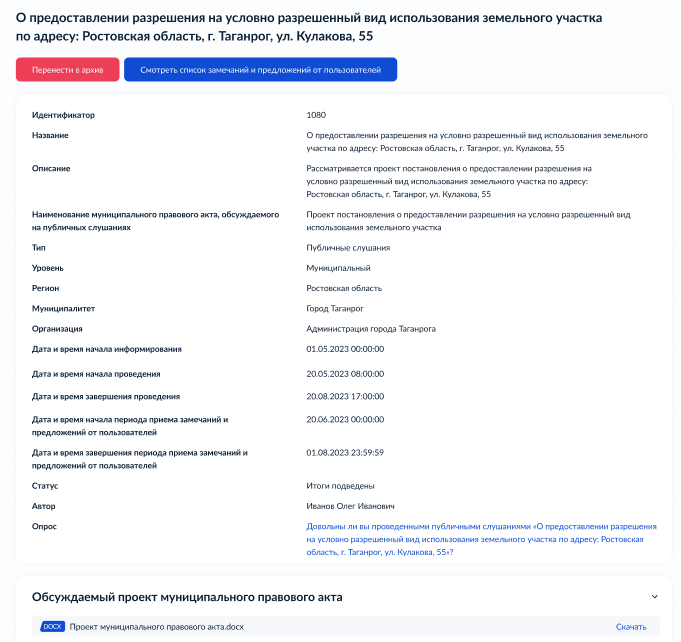 О предоставлении разрешения на условно разрешенный вид использования земельного участка
по адресу: Ростовская область, г. Таганрог, ул. Кулакова, 55
Перенести в архив
Смотреть список замечаний и предложений от пользователей
Идентификатор
1080
Название
О предоставлении разрешения на условно разрешенный вид использования земельного
участка по адресу: Ростовская область, г. Таганрог, ул. Кулакова, 55
Описание
Рассматривается проект постановления о предоставлении разрешения на
условно разрешенный вид использования земельного участка по адресу:
Ростовская область, г. Таганрог, ул. Кулакова, 55
Наименование муниципального правового акта, обсуждаемого
на публичных слушаниях
Проект постановления о предоставлении разрешения на условно разрешенный вид
использования земельного участка
Тип
Публичные слушания
Уровень
Муниципальный
Регион
Ростовская область
Муниципалитет
Город Таганрог
Организация
Администрация города Таганрога
Дата и время начала информирования
01.05.2023 00:00:00
Дата и время начала проведения
20.05.2023 08:00:00
Дата и время завершения проведения
20.08.2023 17:00:00
Дата и время начала периода приема замечаний и
предложений от пользователей
20.06.2023 00:00:00
Дата и время завершения периода приема замечаний и
предложений от пользователей
01.08.2023 23:59:59
Статус
Итоги подведены
Автор
Иванов Олег Иванович
Опрос
Довольны ли вы проведенными публичными слушаниями «О предоставлении разрешения
на условно разрешенный вид использования земельного участка по адресу: Ростовская
область, г. Таганрог, ул. Кулакова, 55»?
Обсуждаемый проект муниципального правового акта
DOCX Проект муниципального правового акта.docx
Скачать